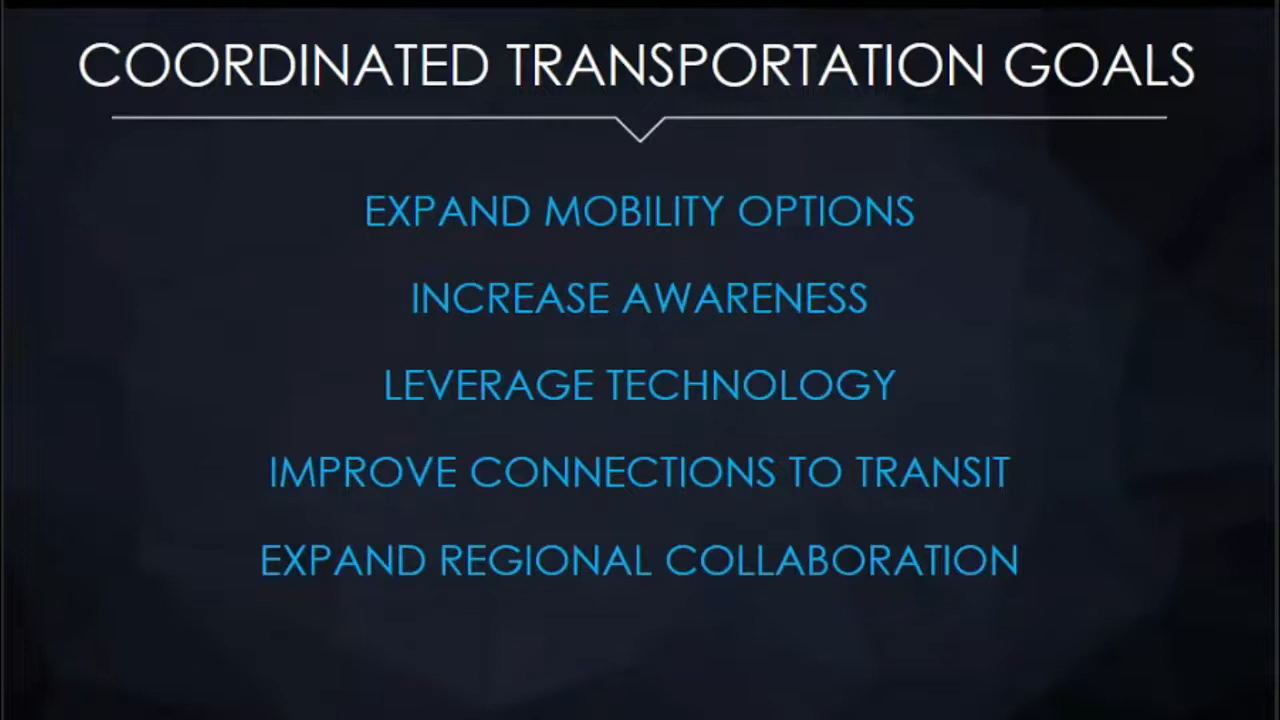 COORDINATED TRANSPORTATION GOALS
EXPAND MOBILITY OPTIONS
INCREASE AWARENESS
LEVERAGE TECHNOLOGY
IMPROVE CONNECTIONS TO TRANSIT
EXPAND REGIONAL COLLABORATION